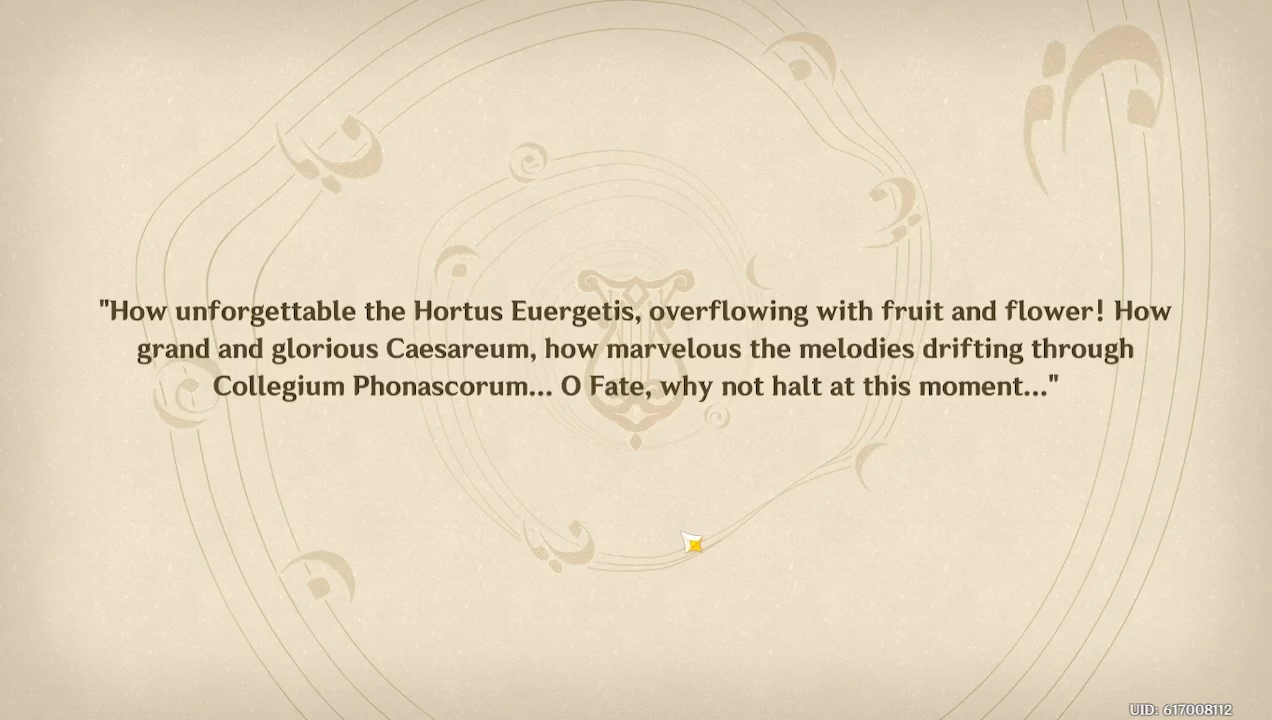 "How unforgettable the Hortus Euergetis, overflowing with fruit and flower! How
grand and glorious Caesareum, how marvelous the melodies drifting through
Collegium Phonascorum... O Fate, why not halt at this moment..."
UID: 617008112